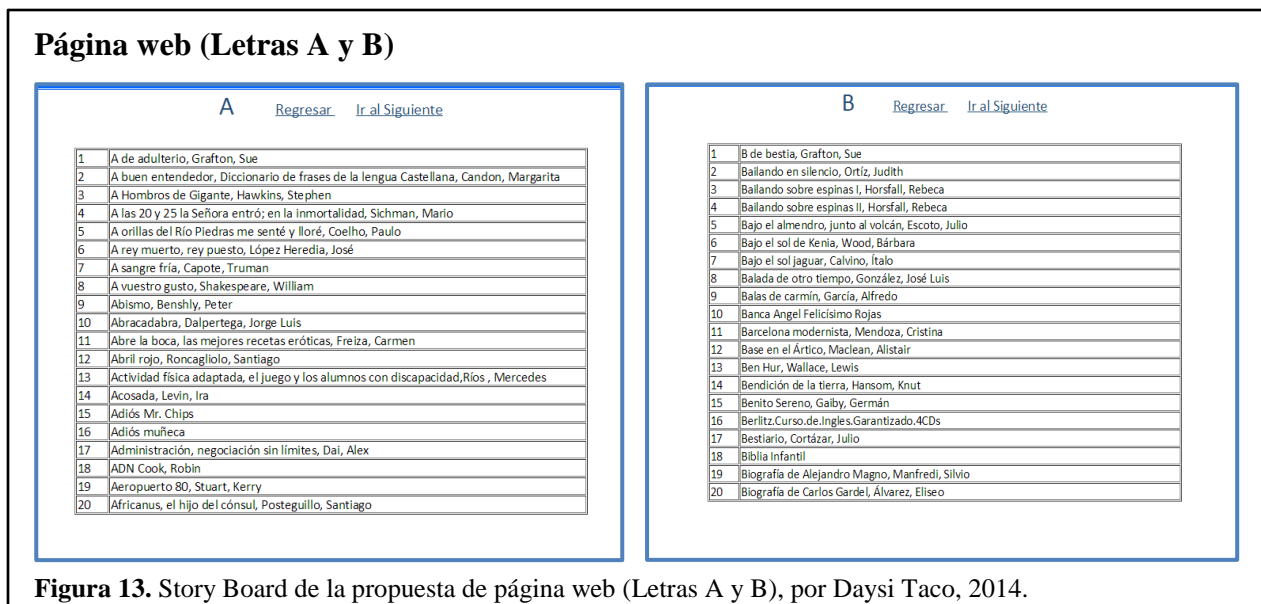 Página web (Letras A y B)
A Regresar Ir al Siguiente
1 A de adulterio, Grafton, Sue
2 A buen entendedor, Diccionario de frases de la lengua Castellana, Candon, Margarita
3 A Hombros de Gigante, Hawkins, Stephen
4 A las 20 y 25 la Señora entró; en la inmortalidad, Sichman, Mario
5 A orillas del Río Piedras me senté y lloré, Coelho, Paulo
6 A rey muerto, rey puesto, López Heredia, José
7 A sangre fría, Capote, Truman
8 A vuestro gusto, Shakespeare, William
9 Abismo, Benshly, Peter
10 Abracadabra, Dalpertega, Jorge Luis
11 Abre la boca, las mejores recetas eróticas, Freiza, Carmen
12 Abril rojo, Roncagliolo, Santiago
13 Actividad física adaptada, el juego y los alumnos con discapacidad,Ríos , Mercedes
14 Acosada, Levin, Ira
15 Adiós Mr. Chips
16 Adiós muñeca
17 Administración, negociación sin límites, Dai, Alex
18 ADN Cook, Robin
19 Aeropuerto 80, Stuart, Kerry
20 Africanus, el hijo del cónsul, Posteguillo, Santiago
B Regresar Ir al Siguiente
1 B de bestia, Grafton, Sue
2 Bailando en silencio, Ortíz, Judith
3 Bailando sobre espinas I, Horsfall, Rebeca
4 Bailando sobre espinas II, Horsfall, Rebeca
5 Bajo el almendro, junto al volcán, Escoto, Julio
6 Bajo el sol de Kenia, Wood, Bárbara
7 Bajo el sol jaguar, Calvino, Ítalo
8 Balada de otro tiempo, González, José Luis
9 Balas de carmín, García, Alfredo
10 Banca Angel Felicísimo Rojas
11 Barcelona modernista, Mendoza, Cristina
12 Base en el Ártico, Maclean, Alistair
13 Ben Hur, Wallace, Lewis
14 Bendición de la tierra, Hansom, Knut
15 Benito Sereno, Gaiby, Germán
16 Berlitz.Curso.de.Ingles.Garantizado.4CDs
17 Bestiario, Cortázar, Julio
18 Biblia Infantil
19 Biografía de Alejandro Magno, Manfredi, Silvio
20 Biografía de Carlos Gardel, Álvarez, Eliseo
Figura 13. Story Board de la propuesta de página web (Letras A y B), por Daysi Taco, 2014.